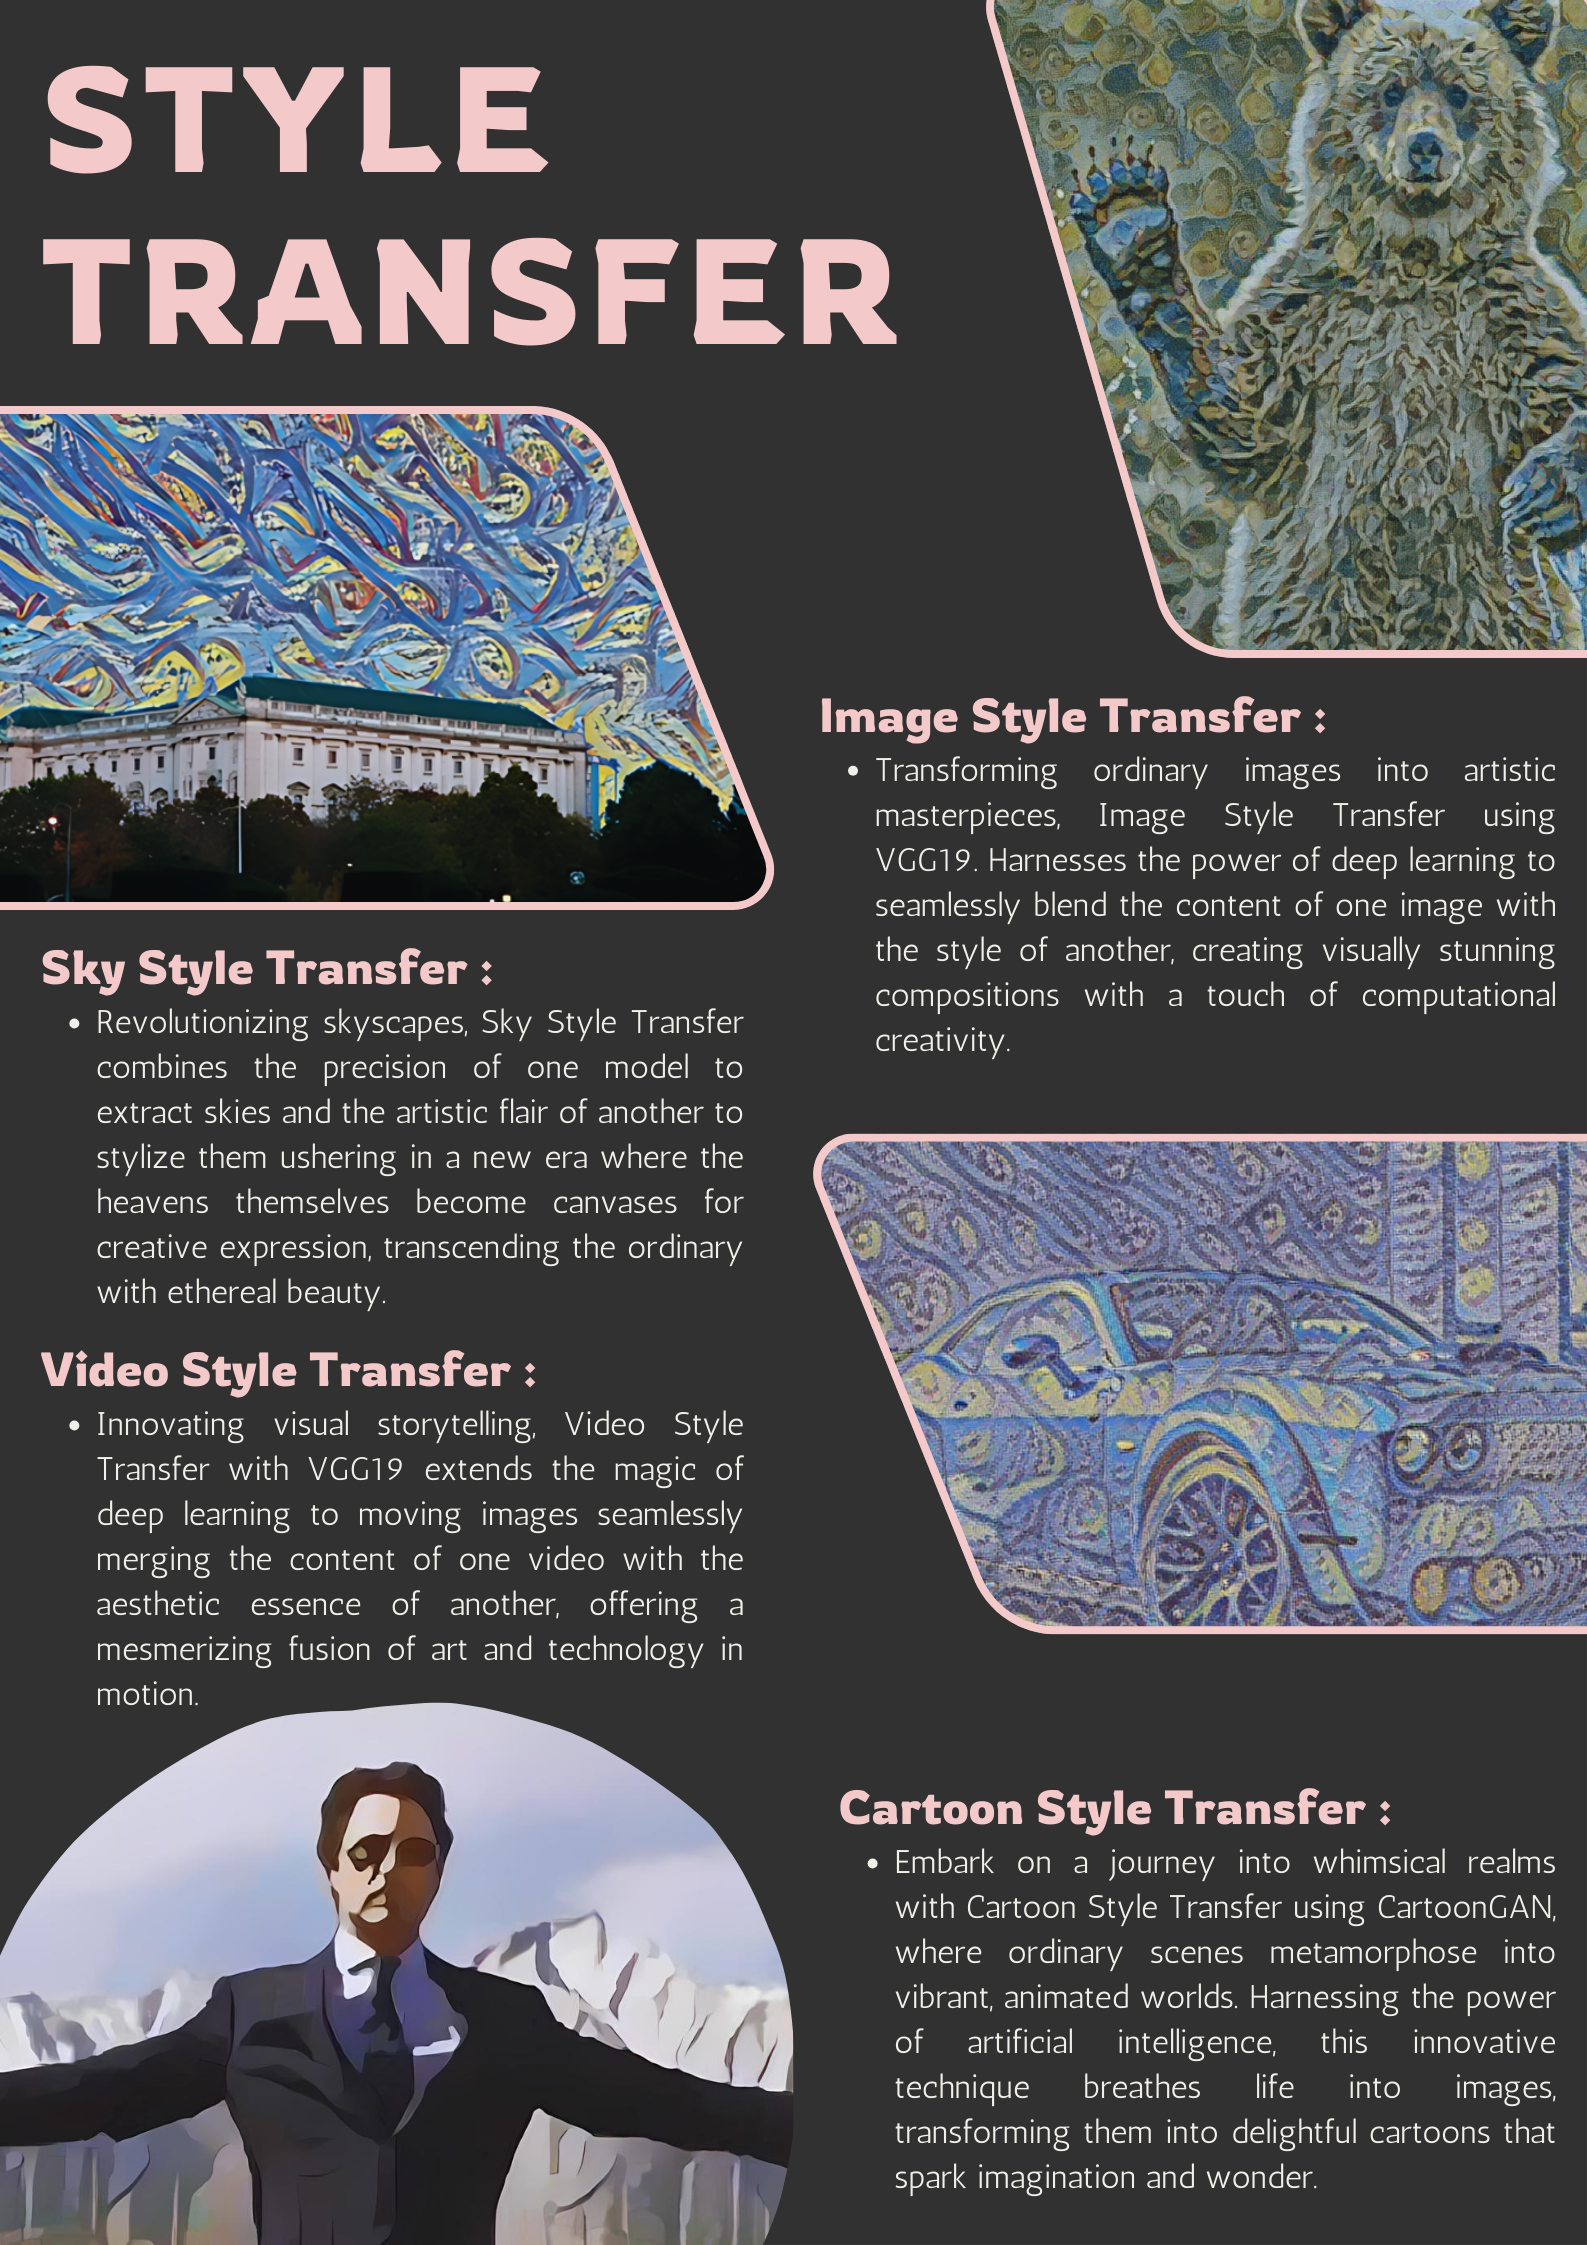 STYLE
TRANSFER
Sky Style Transfer :
• Revolutionizing skyscapes, Sky Style Transfer
combines the precision of one model to
extract skies and the artistic flair of another to
stylize them ushering in a new era where the
heavens themselves become canvases for
creative expression, transcending the ordinary
with ethereal beauty.
Video Style Transfer :
• Innovating visual storytelling, Video Style
Transfer with VGG19 extends the magic of
deep learning to moving images seamlessly
merging the content of one video with the
aesthetic essence of another, offering a
mesmerizing fusion of art and technology in
motion.
Image Style Transfer :
• Transforming ordinary images into artistic
masterpieces, Image Style Transfer using
VGG19. Harnesses the power of deep learning to
seamlessly blend the content of one image with
the style of another, creating visually stunning
compositions with a touch of computational
creativity.
Cartoon Style Transfer :
• Embark on a journey into whimsical realms
with Cartoon Style Transfer using CartoonGAN,
where ordinary scenes metamorphose into
vibrant, animated worlds. Harnessing the power
of artificial intelligence, this innovative
technique breathes life into images,
transforming them into delightful cartoons that
spark imagination and wonder.